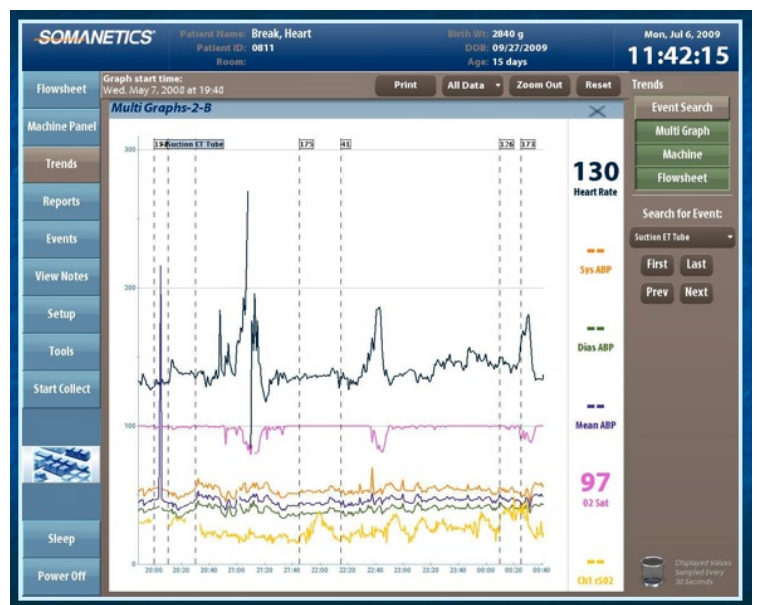 SOMANETICS
Patient Name: Break, Heart
Patient ID: 0811
Room:
Birth Wt: 2840 g
DOB: 09/27/2009
Age: 15 days
Mon, Jul 6, 2009
11:42:15
Flowsheet
Machine Panel
Trends
Reports
Events
View Notes
Setup
Tools
Start Collect
Sleep
Power Off
Graph start time:
Wed. May 7, 2008 at 19:48
Print
All Data
Zoom Out
Reset
Multi Graphs-2-B
300
200
100
0
Suction ET Tube
175
41
126
173
20:00 20:20 20:40 21:00 21:20 21:40 22:00 22:20 22:40 23:00 23:20 23:40 00:00 00:20 00:40
130
Heart Rate
--
Sys ABP
--
Dias ABP
--
Mean ABP
97
O2 Sat
--
Ch1 rSO2
Trends
Event Search
Multi Graph
Machine
Flowsheet
Search for Event:
Suction ET Tube
First
Last
Prev
Next
Displayed Values
Sampled Every
30 Seconds